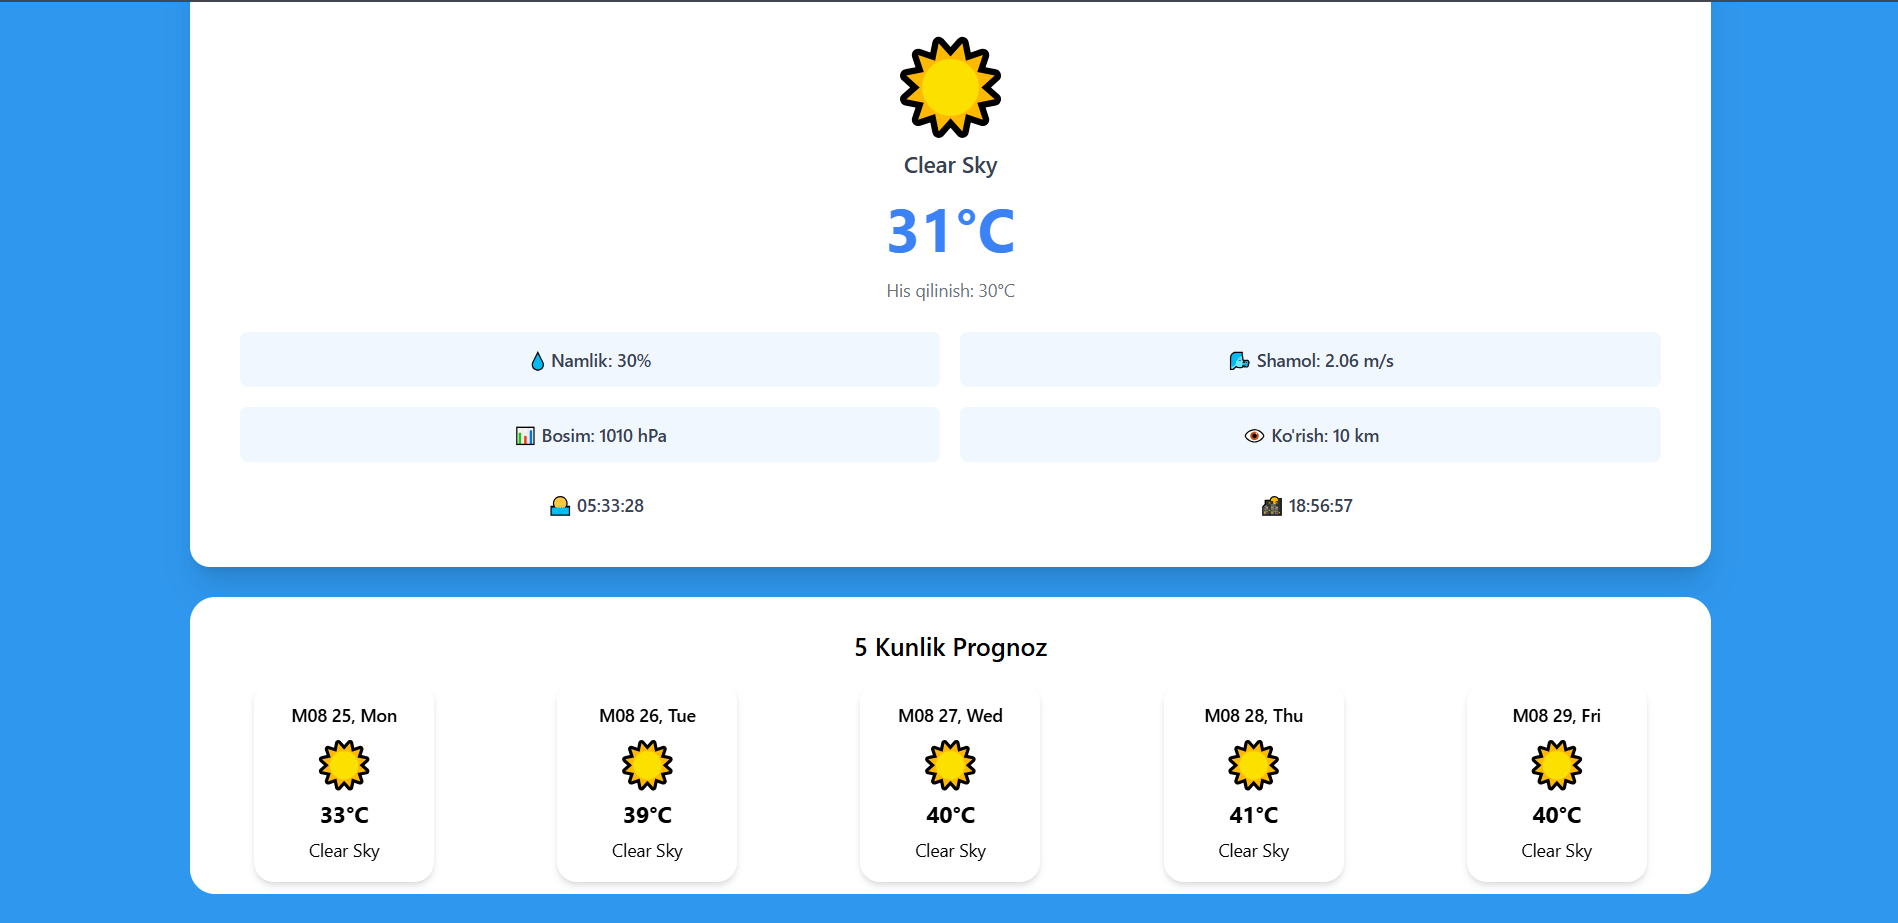 Clear Sky
31°C
His qilinish: 30°C
Namlik: 30%
Shamol: 2.06 m/s
Bosim: 1010 hPa
Ko'rish: 10 km
05:33:28
18:56:57
5 Kunlik Prognoz
M08 25, Mon
33°C
Clear Sky
M08 26, Tue
39°C
Clear Sky
M08 27, Wed
40°C
Clear Sky
M08 28, Thu
41°C
Clear Sky
M08 29, Fri
40°C
Clear Sky